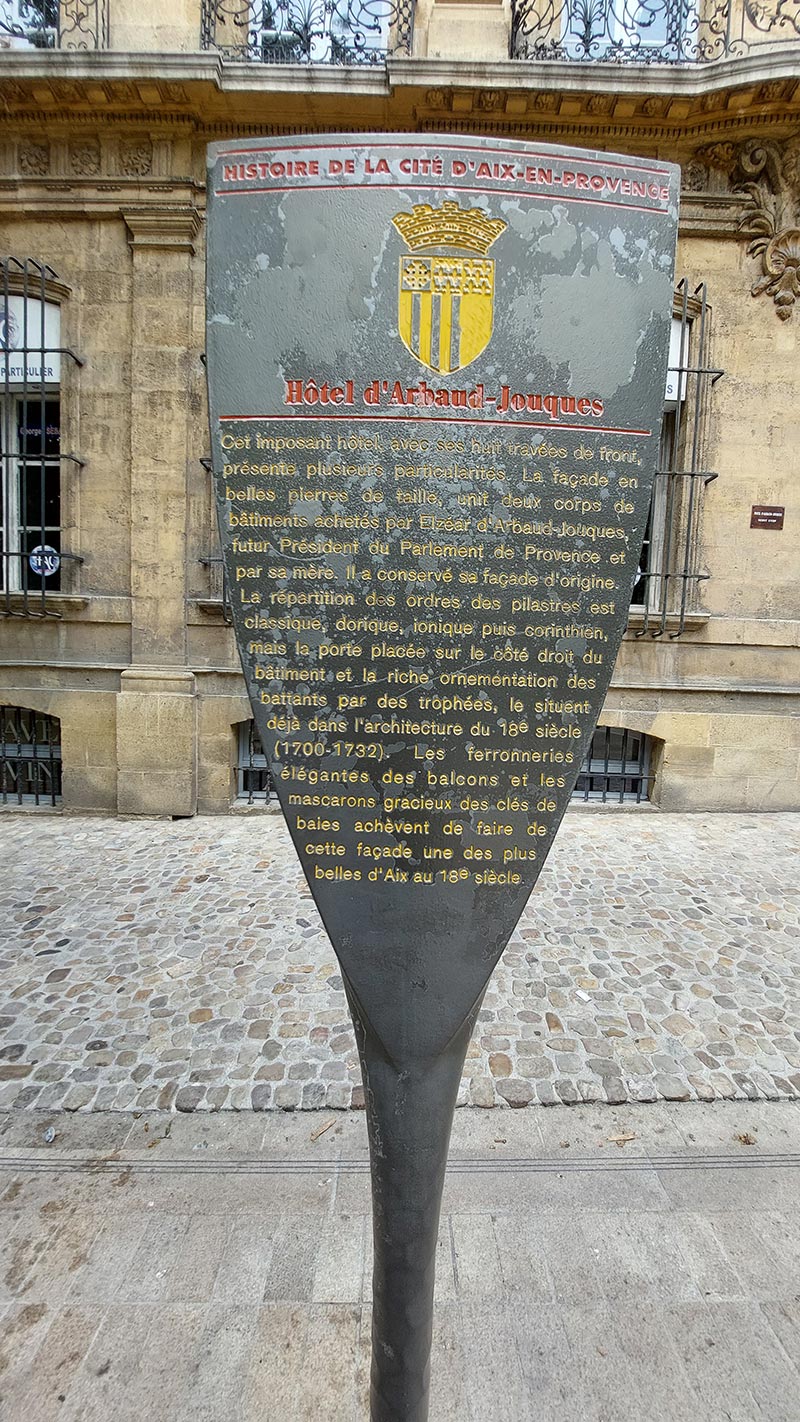 HISTOIRE DE LA CITÉ D'AIX-EN-PROVENCE
Hôtel d'Arbaud-Jouques
Cet imposant hôtel, avec ses huit travées de front,
présente plusieurs particularités. La façade en
belles pierres de taille, unit deux corps de
bâtiments achetés par Elzéar d'Arbaud-Jouques,
futur Président du Parlement de Provence et
par sa mère. Il a conservé sa façade d'origine.
La répartition des ordres des pilastres est
classique, dorique, ionique puis corinthien,
mais la porte placée sur le côté droit du
bâtiment et la riche ornementation des
battants par des trophées, le situent
déjà dans l'architecture du 18e siècle
(1700-1732). Les ferronneries
élégantes des balcons et les
mascarons gracieux des clés de
baies achèvent de faire de
cette façade une des plus
belles d'Aix au 18e siècle
PARTICULIER